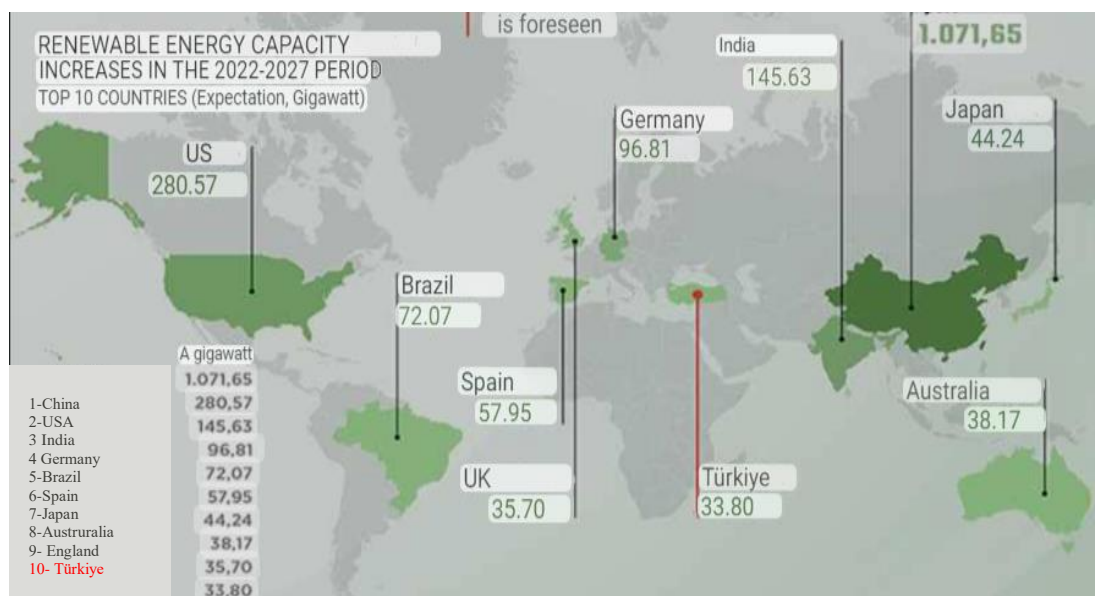 is foreseen
RENEWABLE ENERGY CAPACITY
INCREASES IN THE 2022-2027 PERIOD
TOP 10 COUNTRIES (Expectation, Gigawatt)
1.071,65
India
145.63
Japan
44.24
Germany
96.81
US
280.57
Brazil
72.07
Spain
57.95
UK
35.70
Türkiye
33.80
Australia
38.17
A gigawatt
1.071,65
280,57
145,63
96,81
72,07
57,95
44,24
38,17
35,70
33.80
1-China
2-USA
3 India
4 Germany
5-Brazil
6-Spain
7-Japan
8-Austruralia
9- England
10- Türkiye